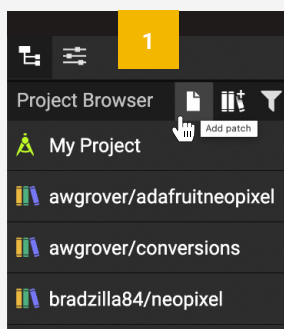 1
Project Browser
Add patch
My Project
awgrover/adafruitneopixel
awgrover/conversions
bradzilla84/neopixel